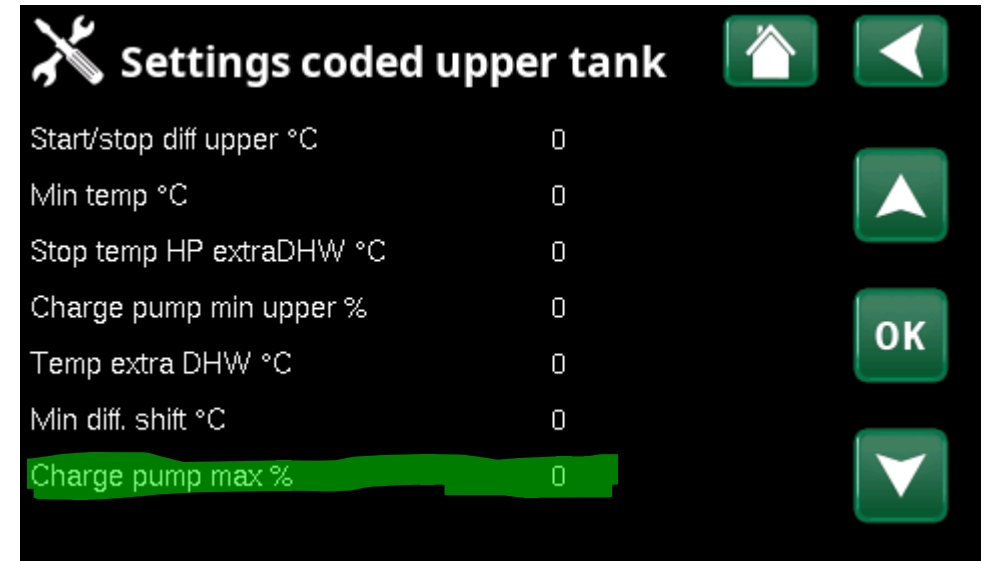 Settings coded upper tank
Start/stop diff upper °C 0
Min temp °C 0
Stop temp HP extraDHW °C 0
Charge pump min upper % 0
OK
Temp extra DHW °C 0
Min diff. shift °C 0
Charge pump max % 0